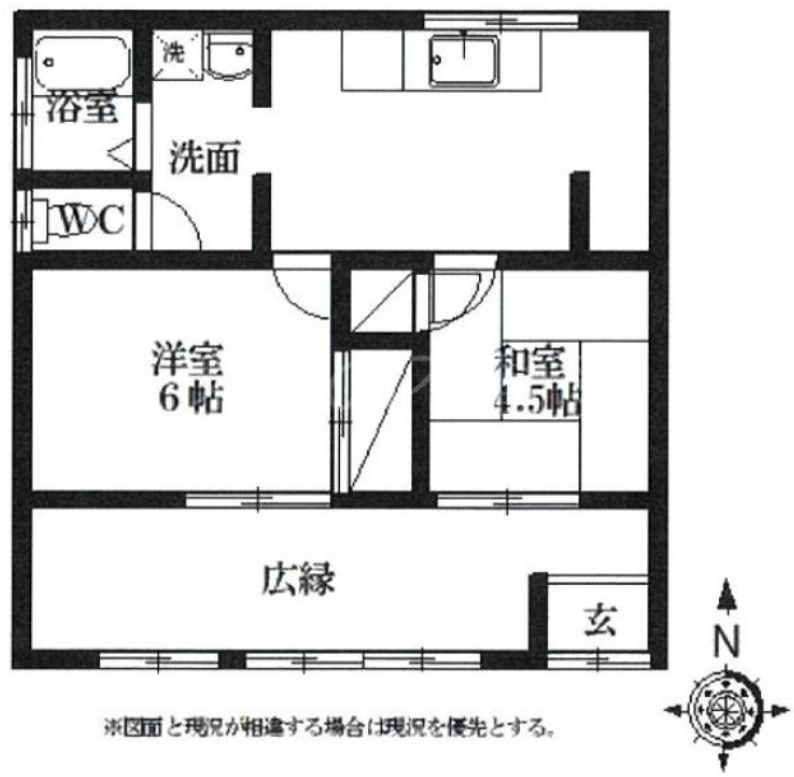 洗
浴室
洗面
WC
洋室
6帖
和室
4.5帖
広縁
玄
N
※図面と現況が相違する場合は現況を優先とする。